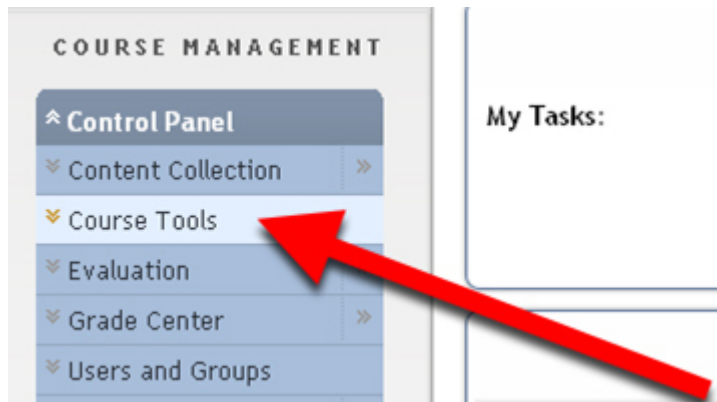 COURSE MANAGEMENT
Control Panel
Content Collection
Course Tools
Evaluation
Grade Center
Users and Groups
My Tasks: